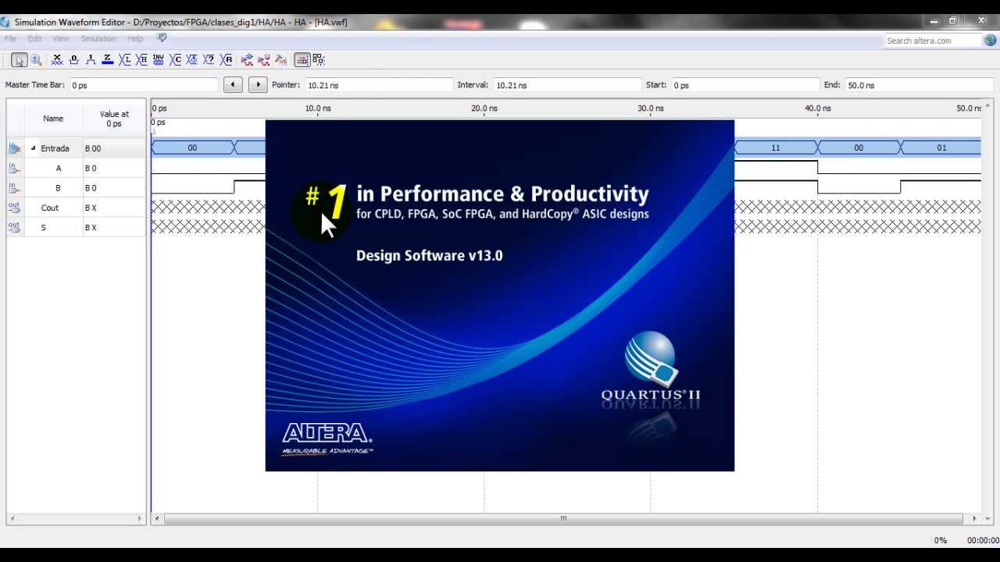 Simulation Waveform Editor - D:/Proyectos/FPGA/clases_dig1/HA/HA - HA - [HA.vwf]
File Edit View Simulation Help
Search altera.com
Master Time Bar: 0 ps Pointer: 10.21 ns Interval: 10.21 ns Start: 0 ps End: 50.0 ns
Name Value at 0 ps
0 ps 10.0 ns 20.0 ns 30.0 ns 40.0 ns 50.0 ns
0 ps
Entrada B 00 00 11 00 01
A B 0
B B 0
Cout B X
S B X
#1 in Performance & Productivity
for CPLD, FPGA, SoC FPGA, and HardCopy® ASIC designs
Design Software v13.0
QUARTUS® II
ALTERA®
MEASURABLE ADVANTAGE™
0% 00:00:00